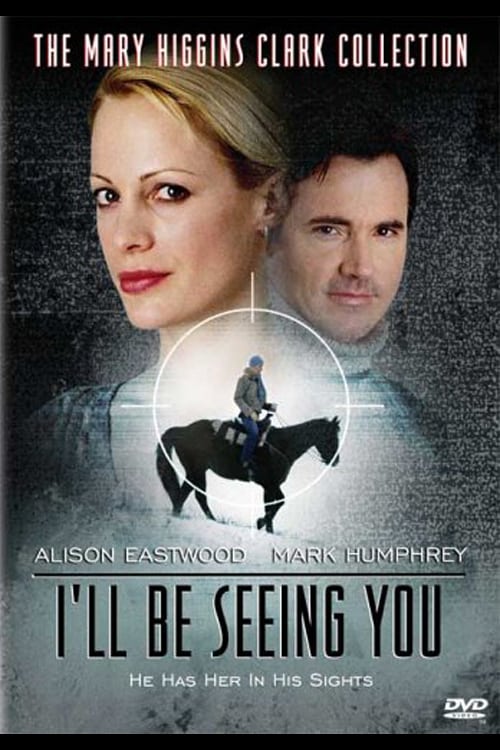 THE MARY HIGGINS CLARK COLLECTION
ALISON EASTWOOD MARK HUMPHREY
I'LL BE SEEING YOU
HE HAS HER IN HIS SIGHTS
DVD
VIDEO